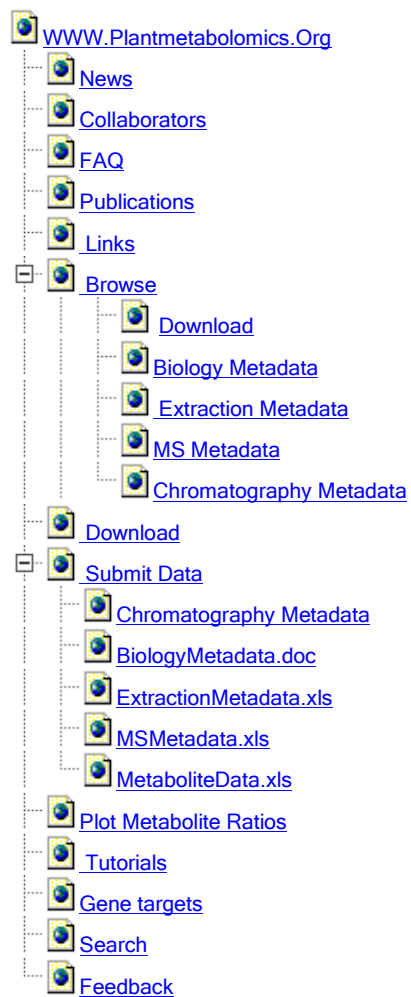 WWW.Plantmetabolomics.Org
News
Collaborators
FAQ
Publications
Links
Browse
Download
Biology Metadata
Extraction Metadata
MS Metadata
Chromatography Metadata
Download
Submit Data
Chromatography Metadata
BiologyMetadata.doc
ExtractionMetadata.xls
MSMetadata.xls
MetaboliteData.xls
Plot Metabolite Ratios
Tutorials
Gene targets
Search
Feedback